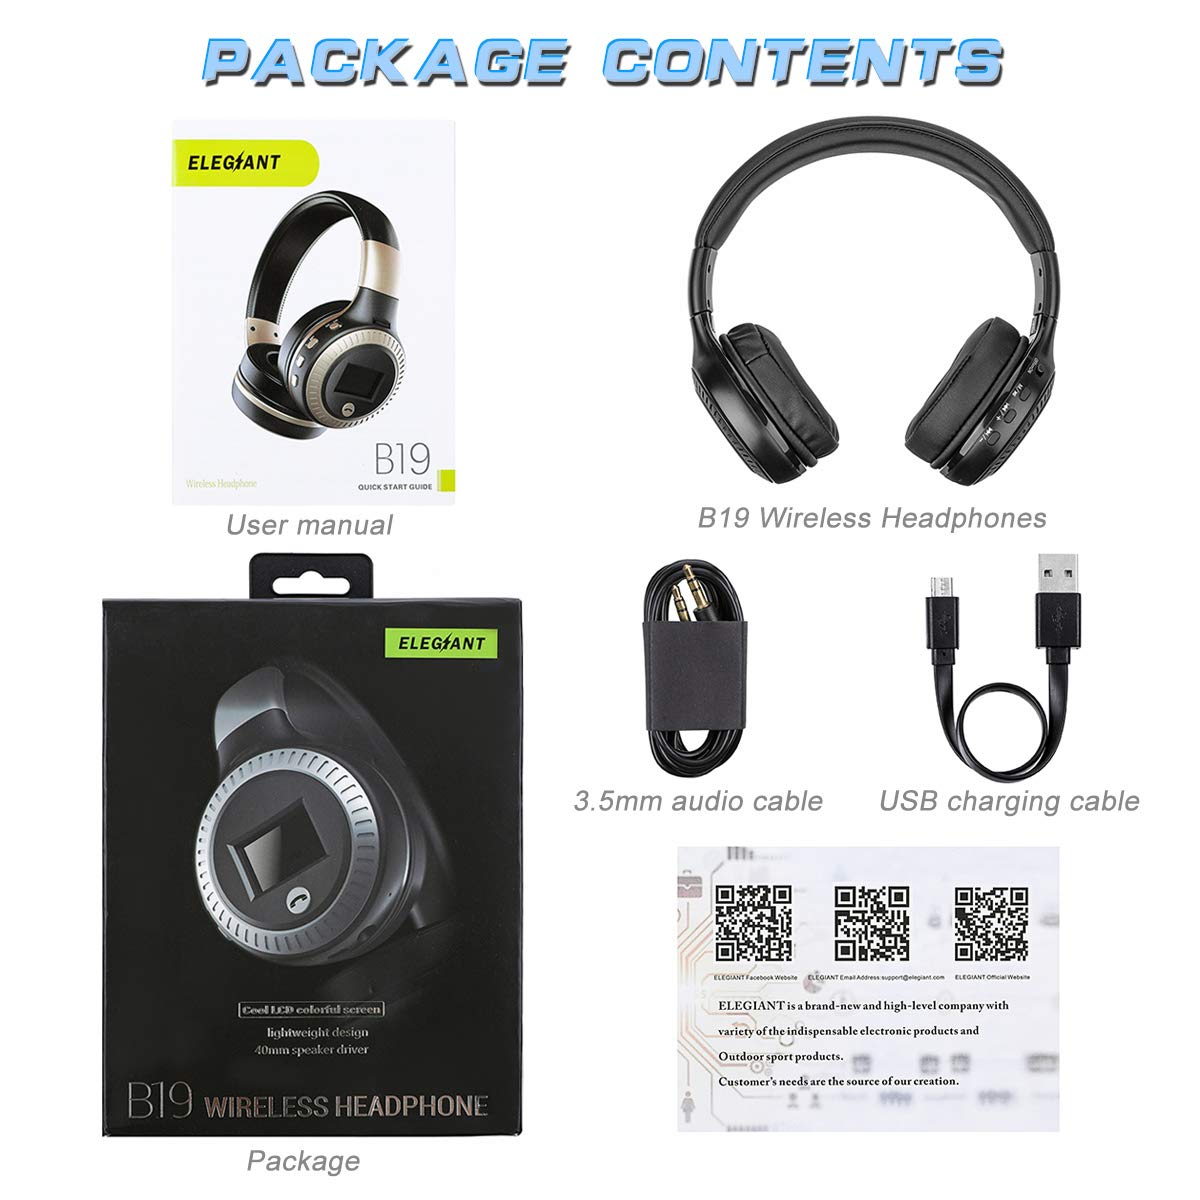 PACKAGE CONTENTS
ELEGIANT
B19
Wireless Headphone
QUICK START GUIDE
User manual
B19 Wireless Headphones
ELEGIANT
Cool LCD colorful screen
lightweight design
40mm speaker driver
B19 WIRELESS HEADPHONE
Package
3.5mm audio cable
USB charging cable
ELEGIANT Facebook Website
ELEGIANT Email Address:support@elegiant.com
ELEGIANT Official Website
ELEGIANT is a brand-new and high-level company with
variety of the indispensable electronic products and
Outdoor sport products.
Customer's needs are the source of our creation.